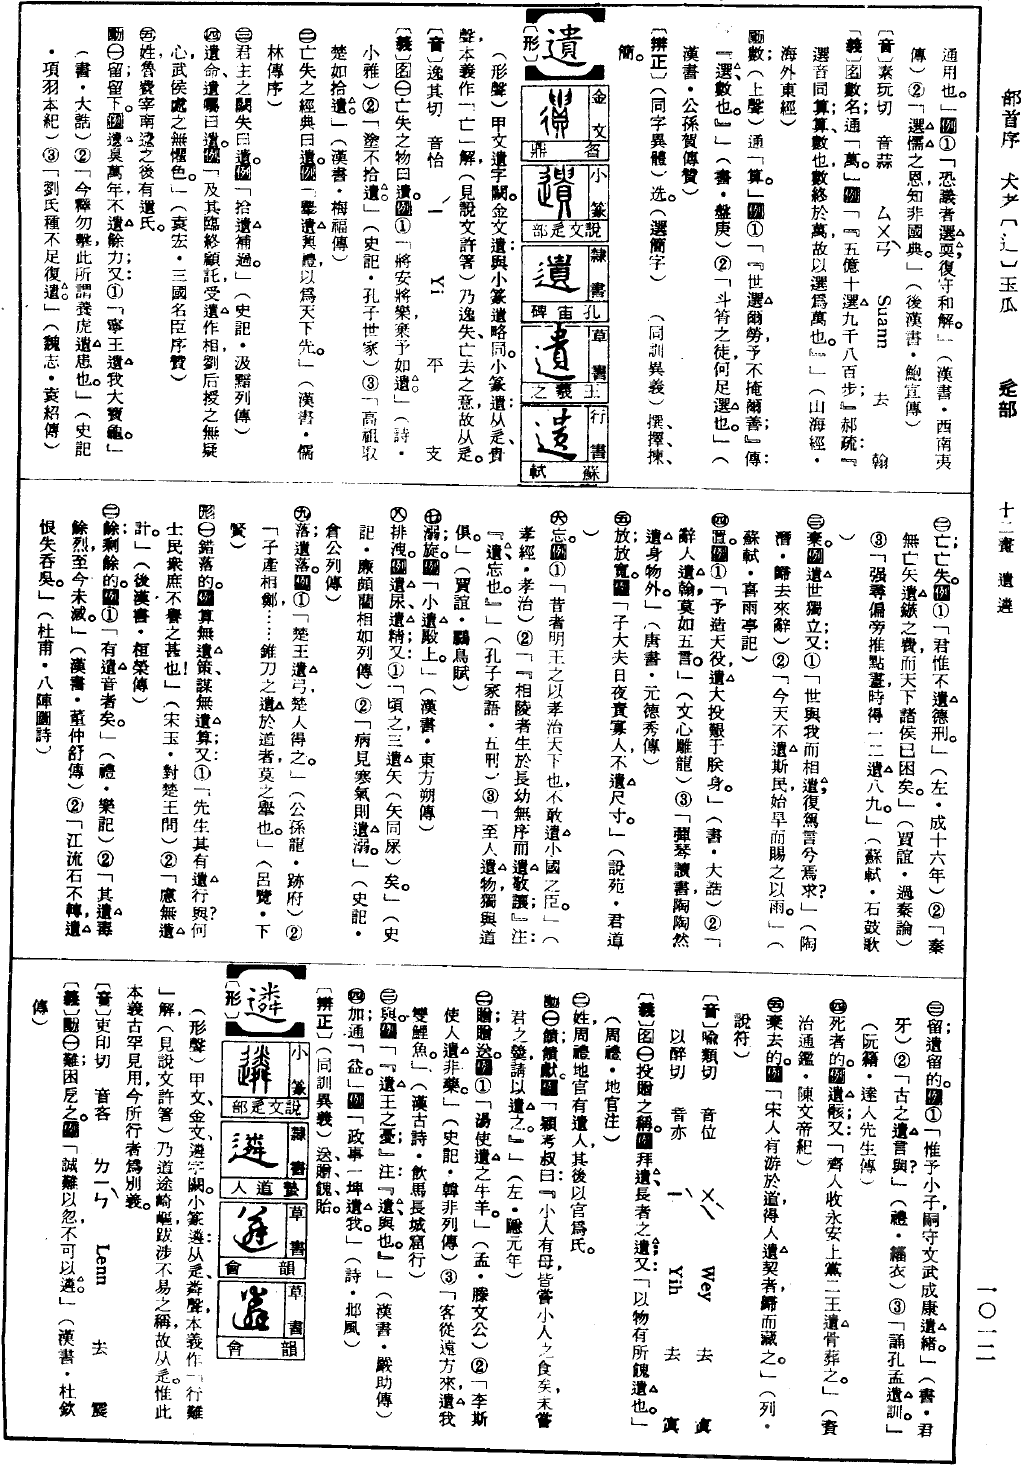 部首序 犬〔辶〕玉瓜 辵部 十二畫 遺遴 一〇一二
通用也。」例①「恐議者選耎復守和解。」(漢書・西南夷
傳)②「選懦之恩知非國典。」(後漢書・鮑宣傳)
〔音〕素玩切 音蒜 ㄙㄨㄢˋ Suann 去 翰
〔義〕名數名;通「萬。」例「『五億十選九千八百步』郝疏:『
選音同算算數也數終於萬故以選爲萬也。』」(山海經・
海外東經)
動數(上聲)通「算。」例①「『世選爾勞予不掩爾善』傳:
『選數也。』」(書・盤庚)②「斗筲之徒何足選也。」(
漢書・公孫賀傳贊)
〔辨正〕(同字異體)选。(選簡字) (同訓異義)撰、擇、揀、
簡。
遺
金文 鼎
小篆 說文辵部
隸書 孔宙碑
草書 王羲之
行書 蘇軾
〔形〕
(形聲)甲文遺字闕。金文:遺與小篆遺略同。小篆:遺从辵、貴
聲,本義作「亡」解,(見說文許箸)乃逸失、亡去之意,故从辵。
〔音〕逸其切 音怡 ㄧˊ Yi 平 支
〔義〕名㊀亡失之物曰遺。例①「將安將樂棄予如遺。」(詩・
小雅)②「塗不拾遺。」(史記・孔子世家)③「高祖取
楚如拾遺。」(漢書・梅福傳)
㊁亡失之經典曰遺。例「舉遺興禮,以爲天下先。」(漢書・儒
林傳序)
㊂君主之闕失曰遺。例「拾遺補過。」(史記・汲黯列傳)
㊃遺命、遺囑曰遺。例「及其臨終顧託受遺作相劉后授之無疑
心武侯處之無懼色。」(袁宏・三國名臣序贊)
㊄姓魯費宰南遺之後有遺氏。
動㊀留;留下。例遺臭萬年,不遺餘力又:①「寧王遺我大寶龜。」
(書・大誥)②「今釋勿擊此所謂養虎遺患也。」(史記
・項羽本紀)③「劉氏種不足復遺。」(魏志・袁紹傳)
㊁亡;亡失。例①「君惟不遺德刑。」(左・成十六年)②「秦
無亡矢遺鏃之費,而天下諸侯已困矣。」(賈誼・過秦論)
③「强尋偏旁推點畫時得一二遺八九。」(蘇軾・石鼓歌
)
㊂棄。例遺世獨立又:①「世與我而相遺;復駕言兮焉求?」(陶
潛・歸去來辭)②「今天不遺斯民始旱而賜之以雨。」(
蘇軾・喜雨亭記)
㊃置。例①「予造天役遺大投艱于朕身。」(書・大誥)②「
辭人遺翰莫如五言。」(文心雕龍)③「彈琴讀書陶陶然
遺身物外。」(唐書・元德秀傳)
㊄放;放寬。例「子大夫日夜責寡人不遺尺寸。」(說苑・君道
)
㊅忘。例①「昔者明王之以孝治天下也,不敢遺小國之臣。」(
孝經・孝治)②「『相陵者生於長幼無序而遺敬讓』注:
『遺、忘也。』」(孔子家語・五刑)③「至人遺物獨與道
俱。」(賈誼・鵩鳥賦)
㊆溺;旋。例「小遺殿上。」(漢書・東方朔傳)
㊇排洩。例遺尿、遺精又:①「頃之三遺矢(矢同屎)矣。」(史
記・廉頗藺相如列傳)②「病見寒氣則遺溺。」(史記・
倉公列傳)
㊈落;遺落。例①「楚王遺弓,楚人得之。」(公孫龍・跡府)②
「子產相鄭……錐刀之遺於道者莫之舉也。」(呂覽・下
賢)
形㊀錯落的。例算無遺策、謀無遺算又:①「先生其有遺行與?何
士民衆庶不譽之甚也!」(宋玉・對楚王問)②「慮無遺
計。」(後漢書・桓榮傳)
㊁餘剩;餘的。例①「有遺音者矣。」(禮・樂記)②「其遺毒
餘烈,至今未滅。」(漢書・董仲舒傳)②「江流石不轉,遺
恨失吞吳。」(杜甫・八陣圖詩)
㊂留;遺留的。例①「惟予小子,嗣守文武成康遺緒。」(書・君
牙)②「古之遺言與?」(禮・緇衣)③「誦孔孟遺訓。」
(阮籍・達人先生傳)
㊃死者的。例遺骸又:「齊人收永安上黨二王遺骨葬之。」(資
治通鑑・陳文帝紀)
㊄棄去的。例「宋人有游於道,得人遺契者,歸而藏之。」(列・
說符)
〔音〕喻類切 音位 ㄨㄟˋ Wey 去 寘
以醉切 音亦 ㄧˋ Yih 去 寘
〔義〕名㊀投贈之稱。例拜遺長者之遺;又:「以物有所餽遺也。」
(周禮・地官注)
㊁姓周禮地官有遺人,其後以官爲氏。
動㊀饋;饋獻。例「潁考叔曰:『小人有母,皆嘗小人之食矣,未嘗
君之羹,請以遺之。』」(左・隱元年)
㊁贈;贈送。例①「湯使遺之牛羊。」(孟・滕文公)②「李斯
使人遺非藥。」(史記・韓非列傳)③「客從遠方來,遺我
雙鯉魚。」(漢古詩・飲馬長城窟行)
㊂與。例「『遺王之憂』注:『遺與也。』」(漢書・嚴助傳)
㊃加;通「益。」例「政事一埤遺我。」(詩・邶風)
〔辨正〕(同訓異義)送、贈、餽、貽。
遴
小篆 說文辵部
隸書 蟄道人
草書 韻會
草書 韻會
〔形〕
(形聲)甲文、金文遴字闕。小篆:遴从辵粦聲,本義作「行難
」解,(見說文許箸)乃道途崎嶇,跋涉不易之稱,故从辵。惟此
本義古罕見用,今所行者爲別義。
〔音〕吏印切 音吝 ㄌㄧㄣˋ Lenn 去 震
〔義〕動㊀難;困戹之。例「誠難以忽,不可以遴。」(漢書・杜欽
傳)